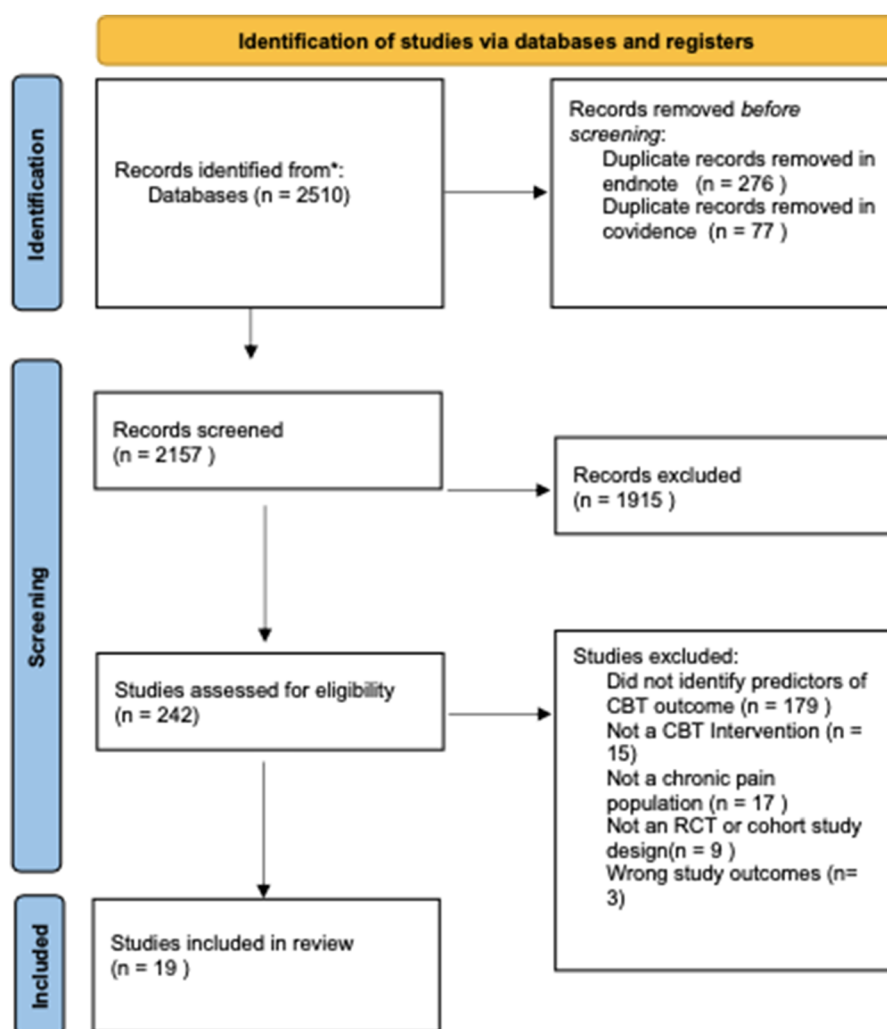 Identification of studies via databases and registers
Identification
Records identified from*:
Databases (n = 2510)
Records removed before
screening:
Duplicate records removed in
endnote (n = 276 )
Duplicate records removed in
covidence (n = 77 )
Screening
Records screened
(n = 2157 )
Records excluded
(n = 1915 )
Studies assessed for eligibility
(n = 242)
Studies excluded:
Did not identify predictors of
CBT outcome (n = 179 )
Not a CBT Intervention (n =
15)
Not a chronic pain
population (n = 17 )
Not an RCT or cohort study
design(n = 9 )
Wrong study outcomes (n=
3)
Included
Studies included in review
(n = 19 )